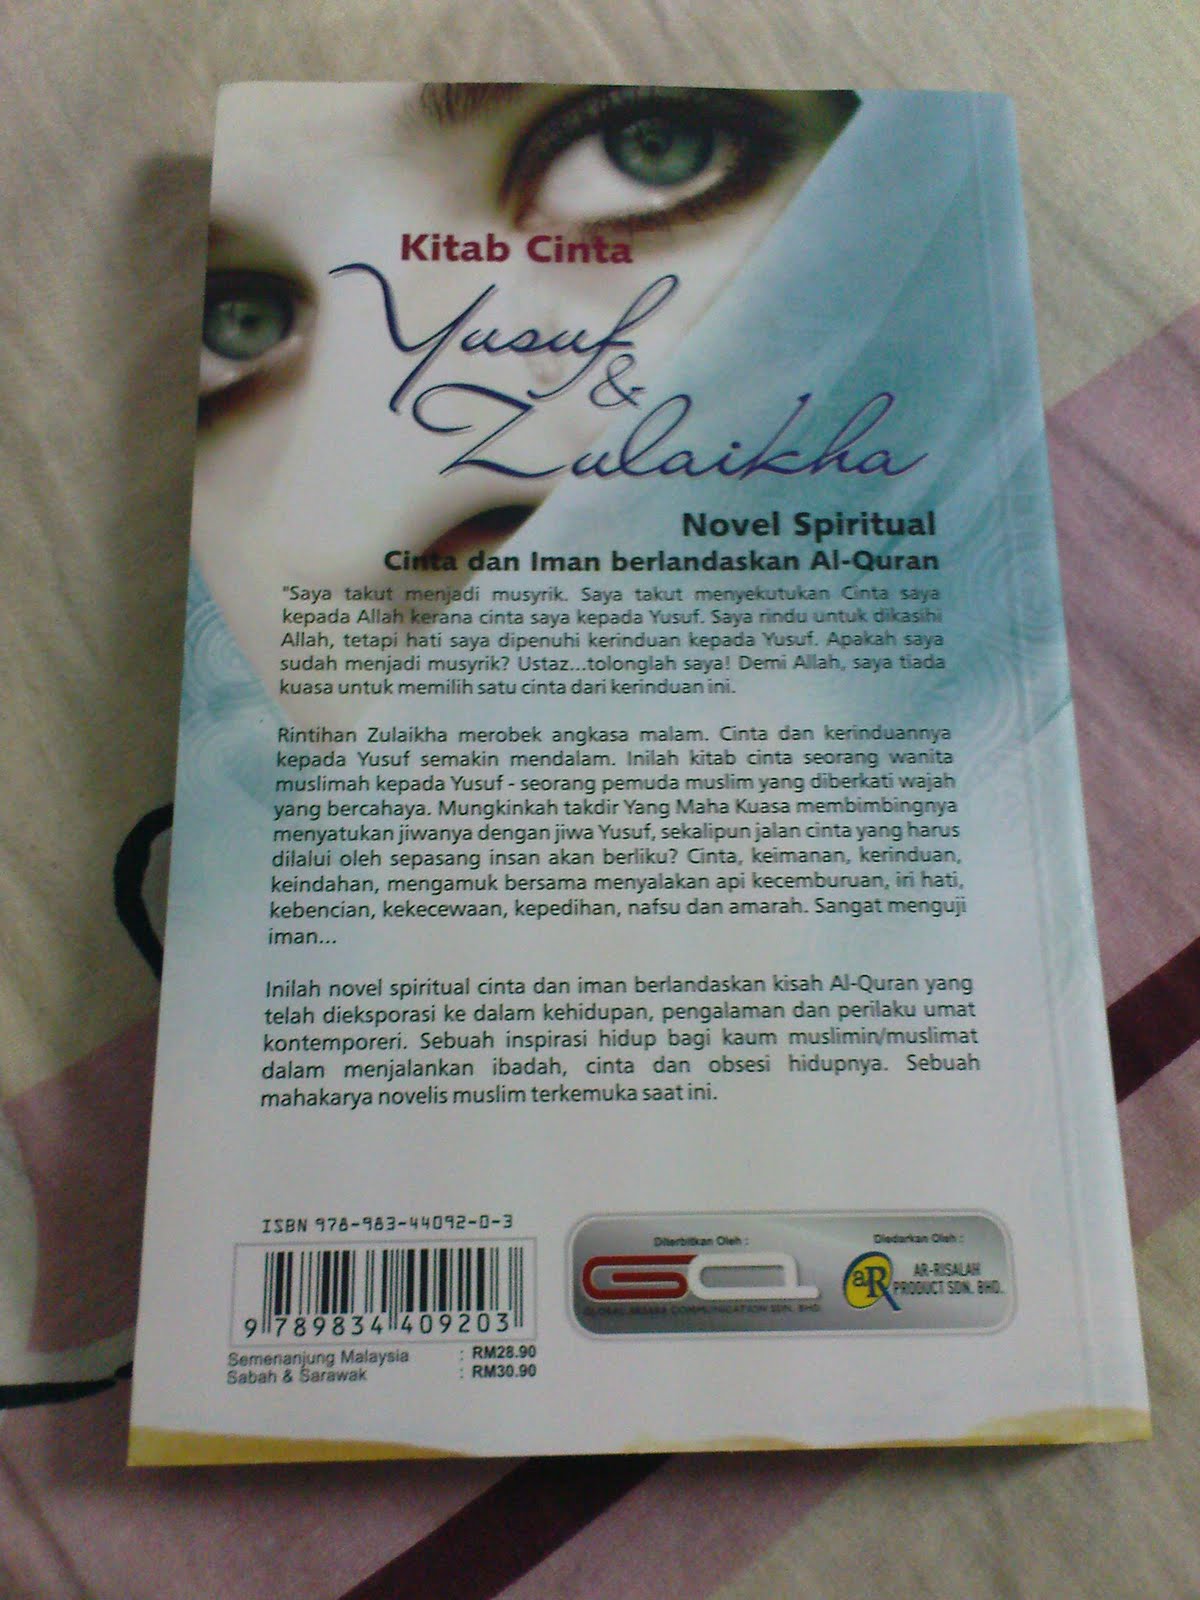 Kitab Cinta
Yusuf
&
Zulaikha
Novel Spiritual
Cinta dan Iman berlandaskan Al-Quran
"Saya takut menjadi musyrik. Saya takut menyekutukan Cinta saya
kepada Allah kerana cinta saya kepada Yusuf. Saya rindu untuk dikasihi
Allah, tetapi hati saya dipenuhi kerinduan kepada Yusuf. Apakah saya
sudah menjadi musyrik? Ustaz...tolonglah saya! Demi Allah, saya tiada
kuasa untuk memilih satu cinta dari kerinduan ini.
Rintihan Zulaikha merobek angkasa malam. Cinta dan kerinduannya
kepada Yusuf semakin mendalam. Inilah kitab cinta seorang wanita
muslimah kepada Yusuf - seorang pemuda muslim yang diberkati wajah
yang bercahaya. Mungkinkah takdir Yang Maha Kuasa membimbingnya
menyatukan jiwanya dengan jiwa Yusuf, sekalipun jalan cinta yang harus
dilalui oleh sepasang insan akan berliku? Cinta, keimanan, kerinduan,
keindahan, mengamuk bersama menyalakan api kecemburuan, iri hati,
kebencian, kekecewaan, kepedihan, nafsu dan amarah. Sangat menguji
iman...
Inilah novel spiritual cinta dan iman berlandaskan kisah Al-Quran yang
telah dieksporasi ke dalam kehidupan, pengalaman dan perilaku umat
kontemporeri. Sebuah inspirasi hidup bagi kaum muslimin/muslimat
dalam menjalankan ibadah, cinta dan obsesi hidupnya. Sebuah
mahakarya novelis muslim terkemuka saat ini.
ISBN 978-983-44092-0-3
9 789834 409203
Semenanjung Malaysia : RM28.90
Sabah & Sarawak : RM30.90
Diterbitkan Oleh :
COMMUNICATION SDN. BHD.
Diedarkan Oleh :
aR
AR-RISALAH
PRODUCT SDN. BHD.